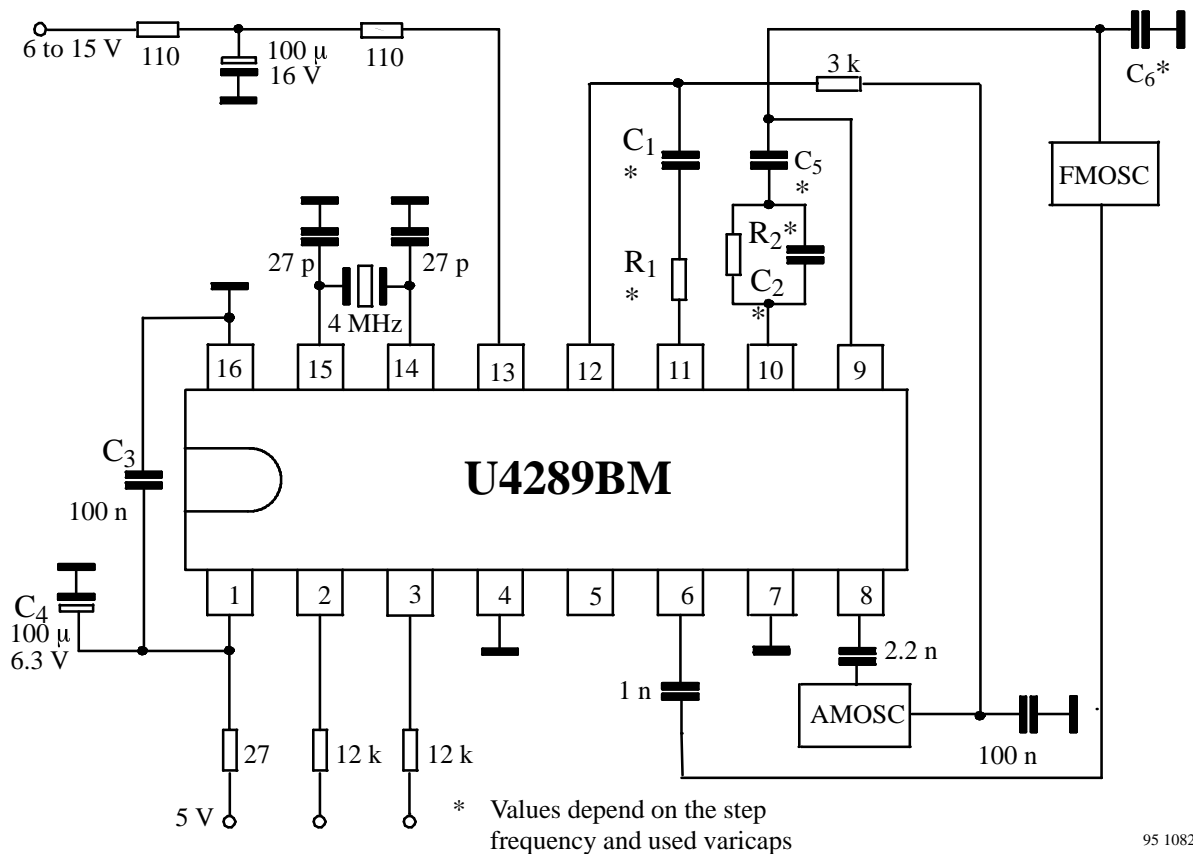 6 to 15 V
110
100 µ
16 V
110
3 k
C6*
C1
*
C5
*
FMOSC
27 p
27 p
R2*
R1
*
C2
*
4 MHz
16
15
14
13
12
11
10
9
C3
100 n
U4289BM
1
2
3
4
5
6
7
8
C4
100 µ
6.3 V
2.2 n
1 n
AMOSC
27
12 k
12 k
100 n
5 V
* Values depend on the step
frequency and used varicaps
95 1082